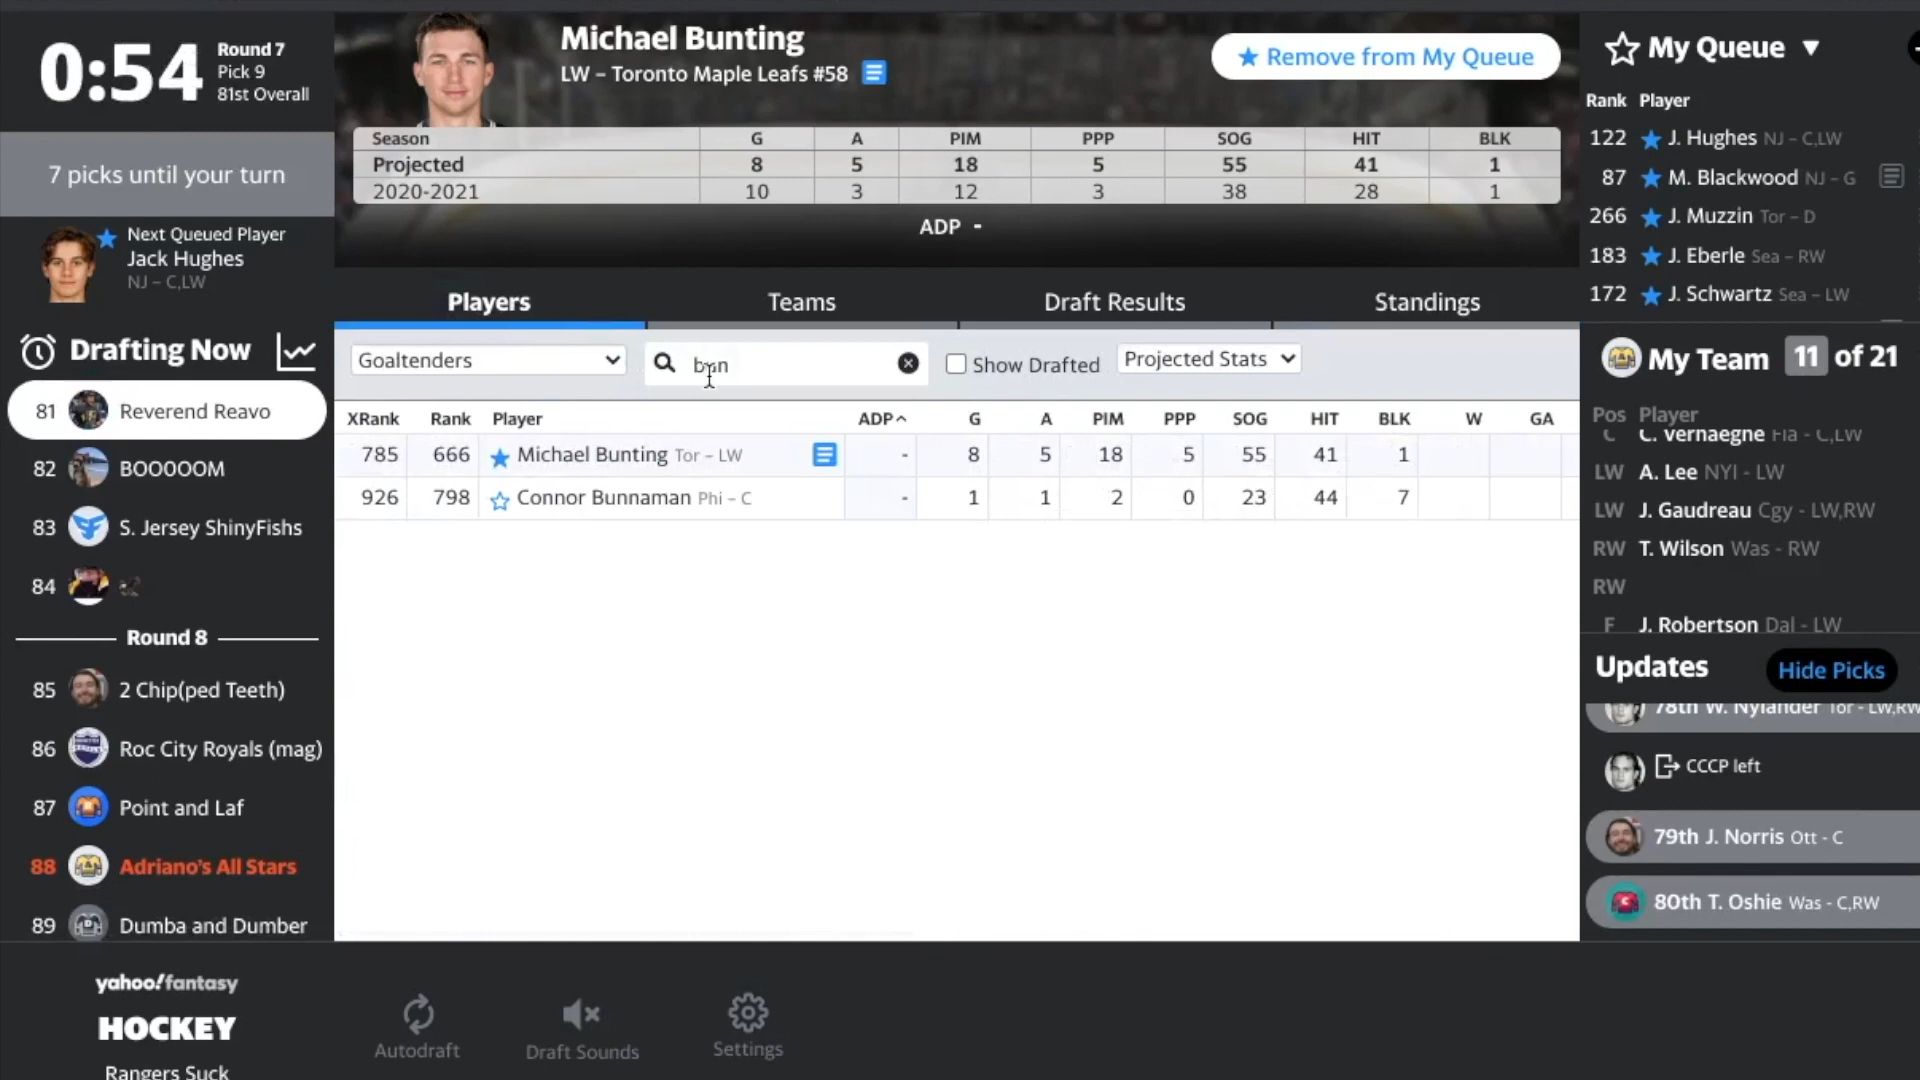 0:54
Round 7
Pick 9
81st Overall
7 picks until your turn
Next Queued Player
Jack Hughes
NJ – C,LW
Drafting Now
81 Reverend Reavo
82 BOOOOOM
83 S. Jersey ShinyFishs
84
Round 8
85 2 Chip(ped Teeth)
86 Roc City Royals (mag)
87 Point and Laf
88 Adriano's All Stars
89 Dumba and Dumber
Michael Bunting
LW – Toronto Maple Leafs #58
Remove from My Queue
Season G A PIM PPP SOG HIT BLK
Projected 8 5 18 5 55 41 1
2020-2021 10 3 12 3 38 28 1
ADP -
Players Teams Draft Results Standings
Goaltenders bun Show Drafted Projected Stats
XRank Rank Player ADP G A PIM PPP SOG HIT BLK W GA
785 666 Michael Bunting Tor – LW - 8 5 18 5 55 41 1
926 798 Connor Bunnaman Phi – C - 1 1 2 0 23 44 7
My Queue
Rank Player
122 J. Hughes NJ – C,LW
87 M. Blackwood NJ – G
266 J. Muzzin Tor – D
183 J. Eberle Sea – RW
172 J. Schwartz Sea – LW
My Team 11 of 21
Pos Player
C C. Verhaeghe Fla - C,LW
LW A. Lee NYI - LW
LW J. Gaudreau Cgy - LW,RW
RW T. Wilson Was - RW
RW
F J. Robertson Dal - LW
Updates Hide Picks
78th W. Nylander Tor - LW,RW
CCCP left
79th J. Norris Ott - C
80th T. Oshie Was - C,RW
yahoo!fantasy
HOCKEY
Rangers Suck
Autodraft Draft Sounds Settings